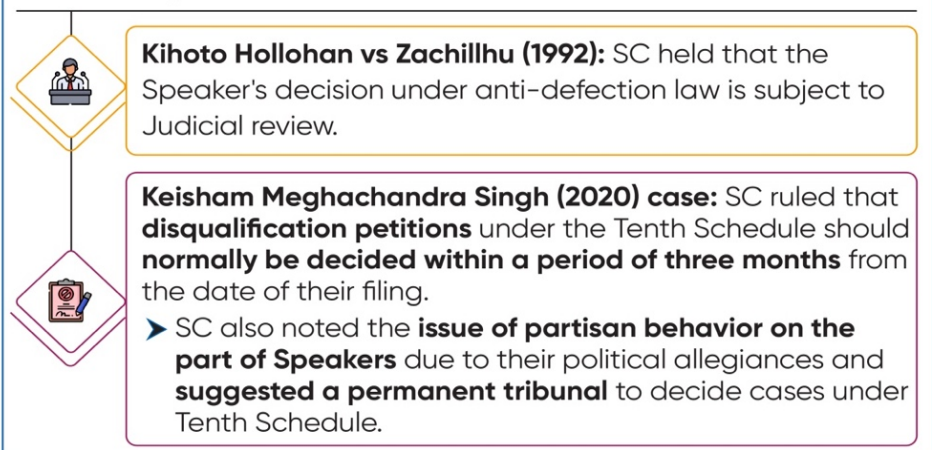 Kihoto Hollohan vs Zachillhu (1992): SC held that the
Speaker's decision under anti-defection law is subject to
Judicial review.
Keisham Meghachandra Singh (2020) case: SC ruled that
disqualification petitions under the Tenth Schedule should
normally be decided within a period of three months from
the date of their filing.
➤ SC also noted the issue of partisan behavior on the
part of Speakers due to their political allegiances and
suggested a permanent tribunal to decide cases under
Tenth Schedule.